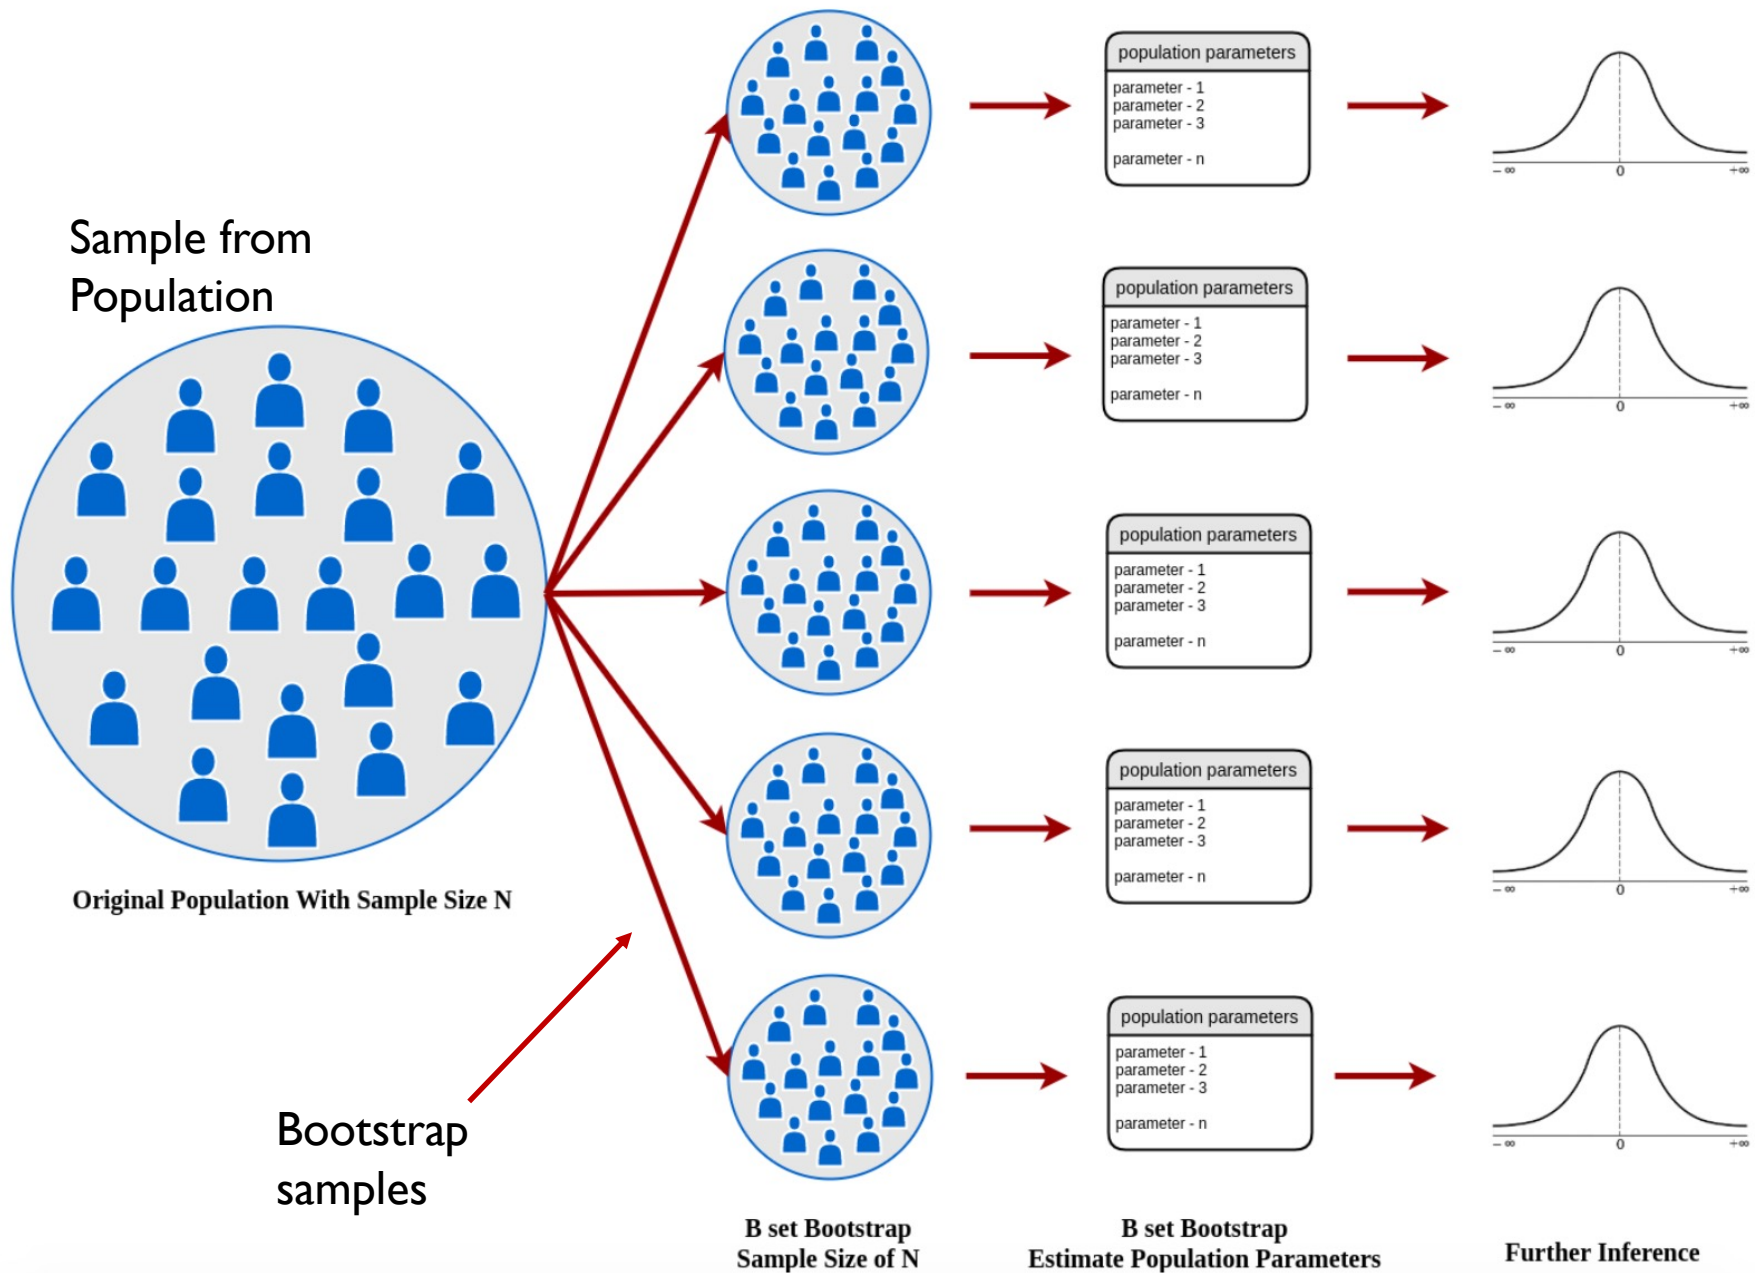 Sample from
Population
Original Population With Sample Size N
Bootstrap
samples
population parameters
parameter - 1
parameter - 2
parameter - 3
parameter - n
- ∞ 0 +∞
population parameters
parameter - 1
parameter - 2
parameter - 3
parameter - n
- ∞ 0 +∞
population parameters
parameter - 1
parameter - 2
parameter - 3
parameter - n
- ∞ 0 +∞
population parameters
parameter - 1
parameter - 2
parameter - 3
parameter - n
- ∞ 0 +∞
population parameters
parameter - 1
parameter - 2
parameter - 3
parameter - n
- ∞ 0 +∞
B set Bootstrap
Sample Size of N
B set Bootstrap
Estimate Population Parameters
Further Inference